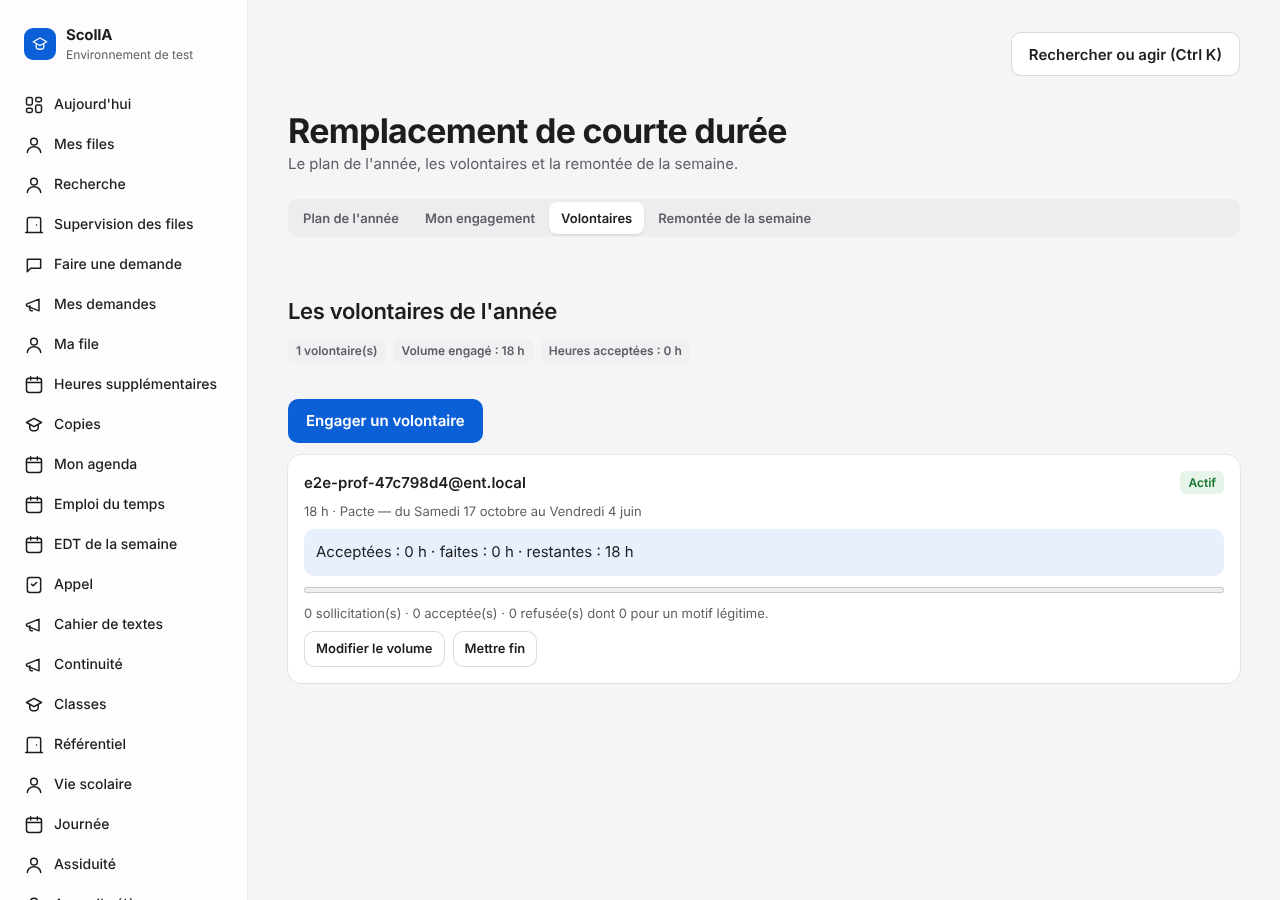 ScolIA
Environnement de test
Rechercher ou agir (Ctrl K)
Aujourd'hui
Mes files
Recherche
Supervision des files
Faire une demande
Mes demandes
Ma file
Heures supplémentaires
Copies
Mon agenda
Emploi du temps
EDT de la semaine
Appel
Cahier de textes
Continuité
Classes
Référentiel
Vie scolaire
Journée
Assiduité
Remplacement de courte durée
Le plan de l'année, les volontaires et la remontée de la semaine.
Plan de l'année Mon engagement Volontaires Remontée de la semaine
Les volontaires de l'année
1 volontaire(s) Volume engagé : 18 h Heures acceptées : 0 h
Engager un volontaire
e2e-prof-47c798d4@ent.local Actif
18 h · Pacte — du Samedi 17 octobre au Vendredi 4 juin
Acceptées : 0 h · faites : 0 h · restantes : 18 h
0 sollicitation(s) · 0 acceptée(s) · 0 refusée(s) dont 0 pour un motif légitime.
Modifier le volume Mettre fin